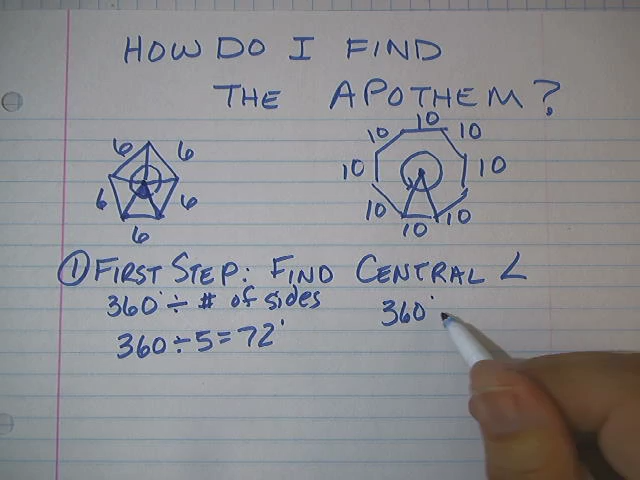 HOW DO I FIND
THE APOTHEM?
6 6 6 6 6
10 10 10 10 10 10 10 10
① FIRST STEP: FIND CENTRAL ∠
360° ÷ # of sides
360°
360 ÷ 5 = 72°